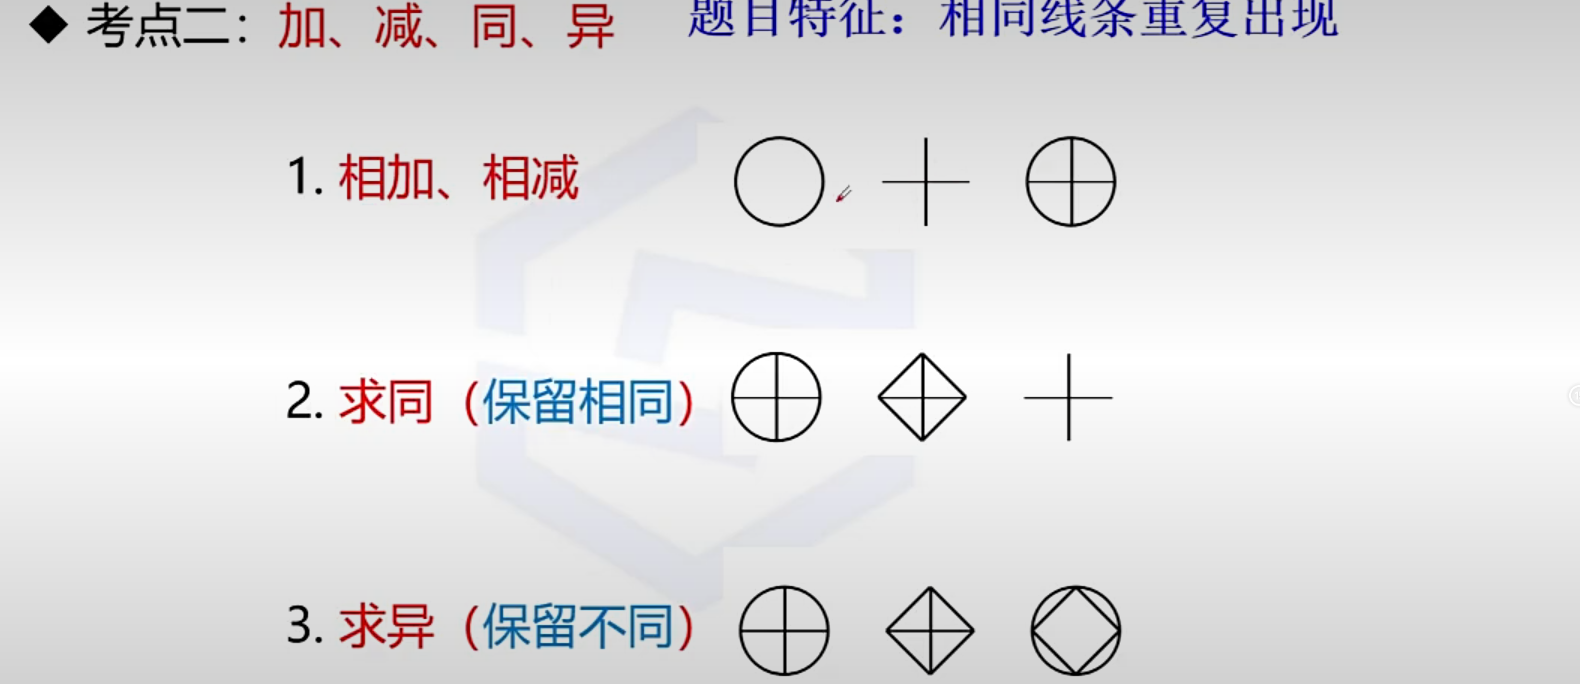 ◆ 考点二：加、减、同、异 题目特征：相同线条重复出现
1. 相加、相减
2. 求同（保留相同）
3. 求异（保留不同）